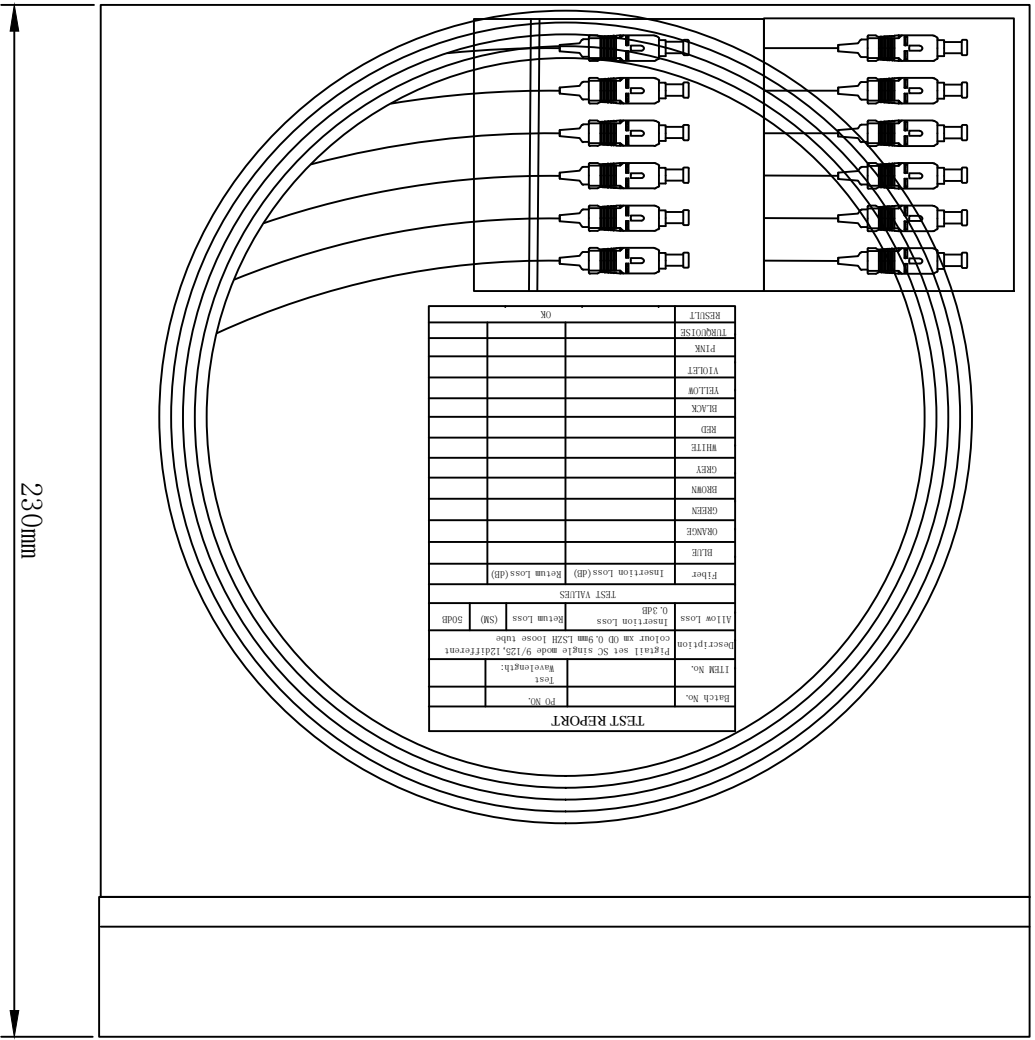 TEST REPORT
Batch No. PO NO.
ITEM No. Test
Wavelength:
Description Pigtail set SC single mode 9/125,12different
colour xm OD 0.9mm LSZH loose tube
Allow Loss Insertion Loss
0.3dB Retum Loss (SM) 50dB
TEST VALUES
Fiber Insertion Loss(dB) Retum Loss(dB)
BLUE
ORANGE
GREEN
BROWN
GREY
WHITE
RED
BLACK
YELLOW
VIOLET
PINK
TURQUOISE
RESULT OK
230mm